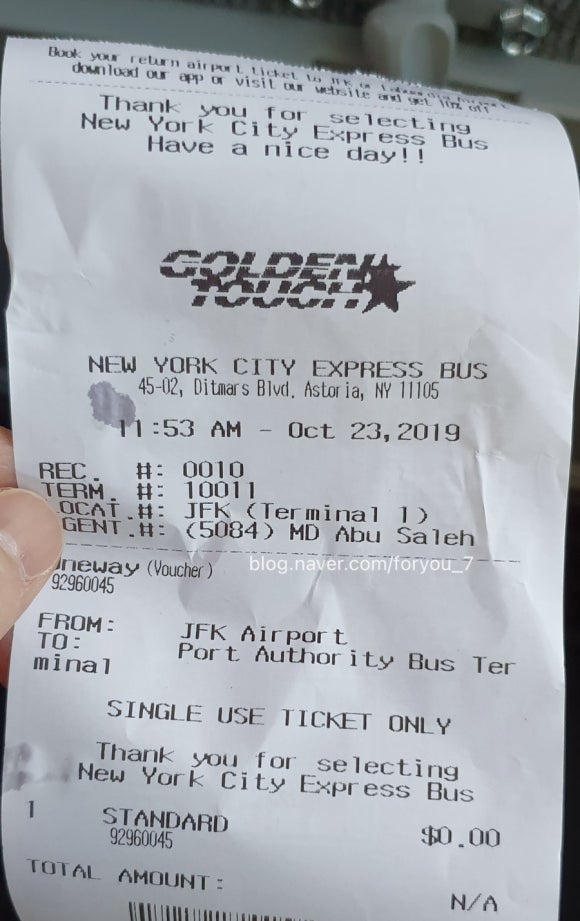 Book your return airport ticket to JFK or
download our app or visit our website and get 10% off
Thank you for selecting
New York City Express Bus
Have a nice day!!
GOLDEN
TOUCH
NEW YORK CITY EXPRESS BUS
45-02, Ditmars Blvd. Astoria, NY 11105
11:53 AM - Oct 23,2019
REC. #: 0010
TERM. #: 10011
LOCAT.#: JFK (Terminal 1)
GENT.#: (5084) MD Abu Saleh
neway (Voucher)
blog.naver.com/foryou_7
92960045
FROM: JFK Airport
TO: Port Authority Bus Ter
minal
SINGLE USE TICKET ONLY
Thank you for selecting
New York City Express Bus
1 STANDARD $0.00
92960045
TOTAL AMOUNT:
N/A